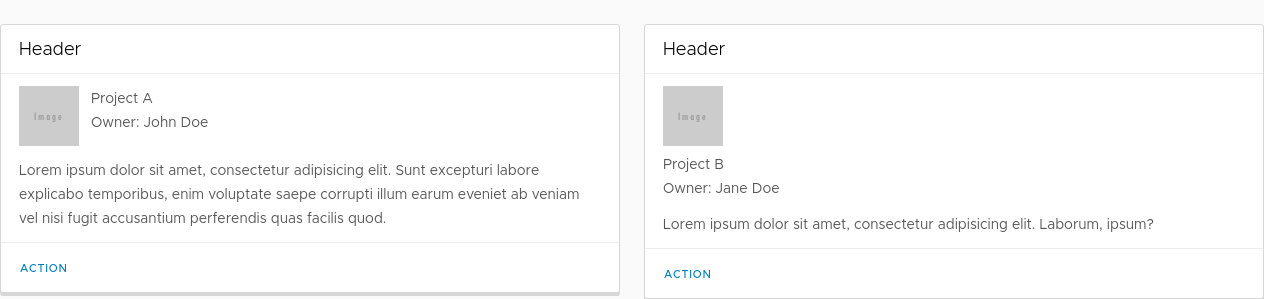 Header
Image
Project A
Owner: John Doe
Lorem ipsum dolor sit amet, consectetur adipisicing elit. Sunt excepturi labore
explicabo temporibus, enim voluptate saepe corrupti illum earum eveniet ab veniam
vel nisi fugit accusantium perferendis quas facilis quod.
ACTION
Header
Image
Project B
Owner: Jane Doe
Lorem ipsum dolor sit amet, consectetur adipisicing elit. Laborum, ipsum?
ACTION